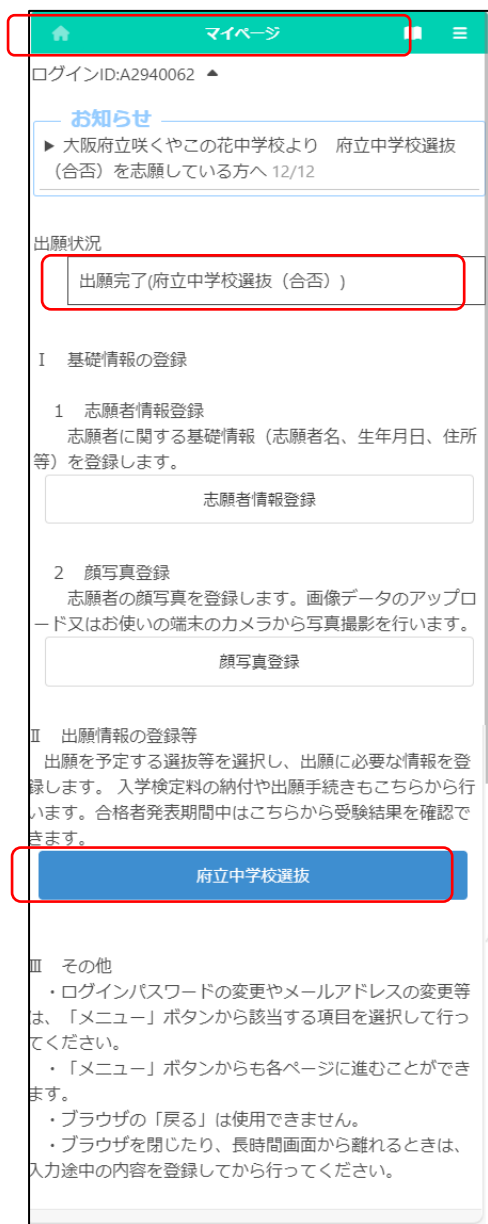 マイページ
ログインID:A2940062 ▲
お知らせ
▶ 大阪府立咲くやこの花中学校より　府立中学校選抜
（合否）を志願している方へ 12/12
出願状況
出願完了(府立中学校選抜（合否）)
Ⅰ　基礎情報の登録
1　志願者情報登録
志願者に関する基礎情報（志願者名、生年月日、住所
等）を登録します。
志願者情報登録
2　顔写真登録
志願者の顔写真を登録します。画像データのアップロ
ード又はお使いの端末のカメラから写真撮影を行います。
顔写真登録
Ⅱ　出願情報の登録等
出願を予定する選抜等を選択し、出願に必要な情報を登
録します。 入学検定料の納付や出願手続きもこちらから行
います。合格者発表期間中はこちらから受験結果を確認で
きます。
府立中学校選抜
Ⅲ　その他
・ログインパスワードの変更やメールアドレスの変更等
は、「メニュー」ボタンから該当する項目を選択して行っ
てください。
・「メニュー」ボタンからも各ページに進むことができ
ます。
・ブラウザの「戻る」は使用できません。
・ブラウザを閉じたり、長時間画面から離れるときは、
入力途中の内容を登録してから行ってください。